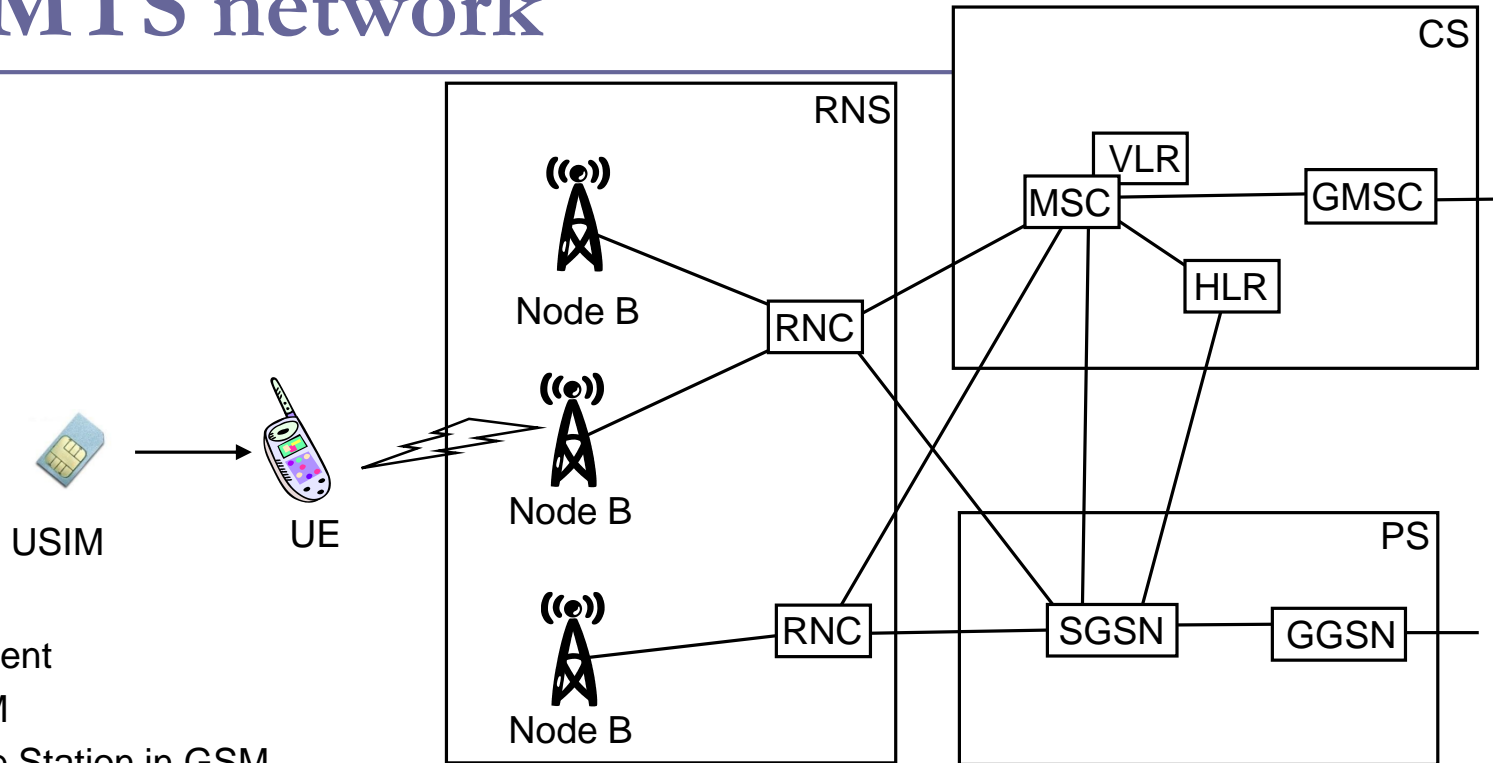 MTS network
CS
RNS
VLR
MSC
GMSC
HLR
Node B
RNC
Node B
USIM
UE
PS
RNC
SGSN
GGSN
Node B
ent
M
Station in GSM